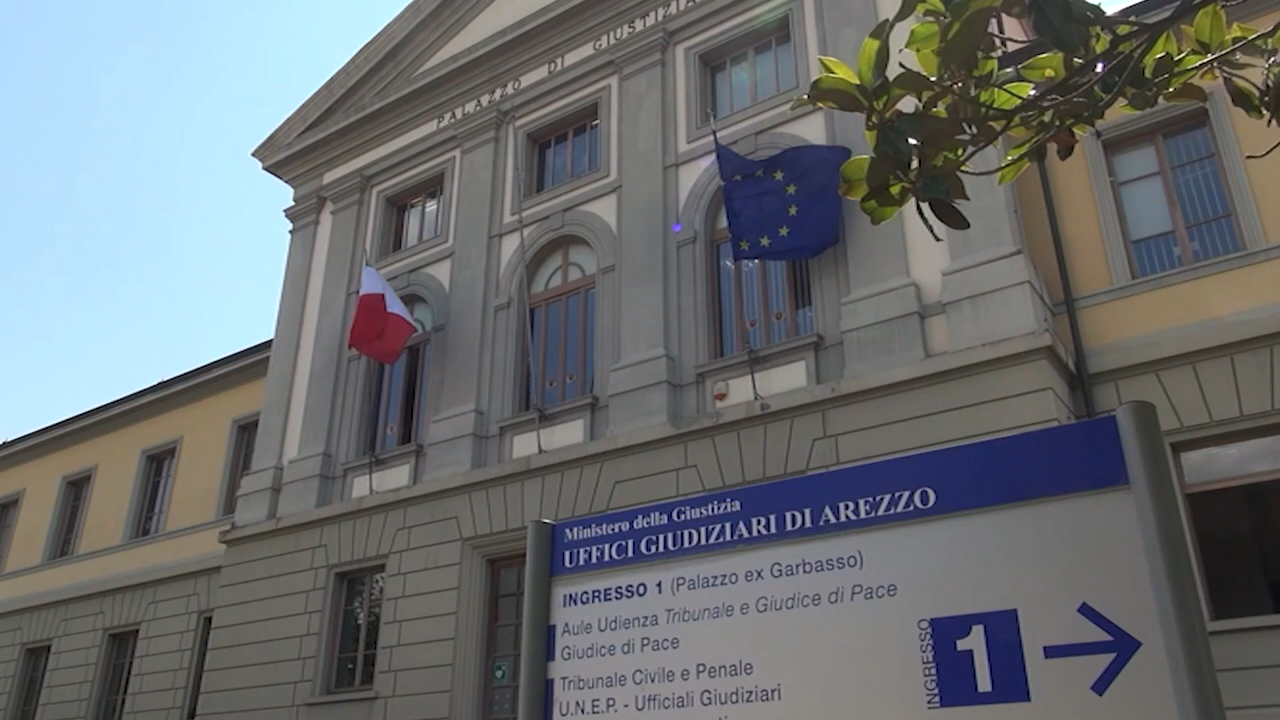 PALAZZO DI GIUSTIZIA
Ministero della Giustizia
UFFICI GIUDIZIARI DI AREZZO
INGRESSO 1 (Palazzo ex Garbasso)
Aule Udienza Tribunale e Giudice di Pace
Giudice di Pace
Tribunale Civile e Penale
U.N.E.P. - Ufficiali Giudiziari
INGRESSO
1